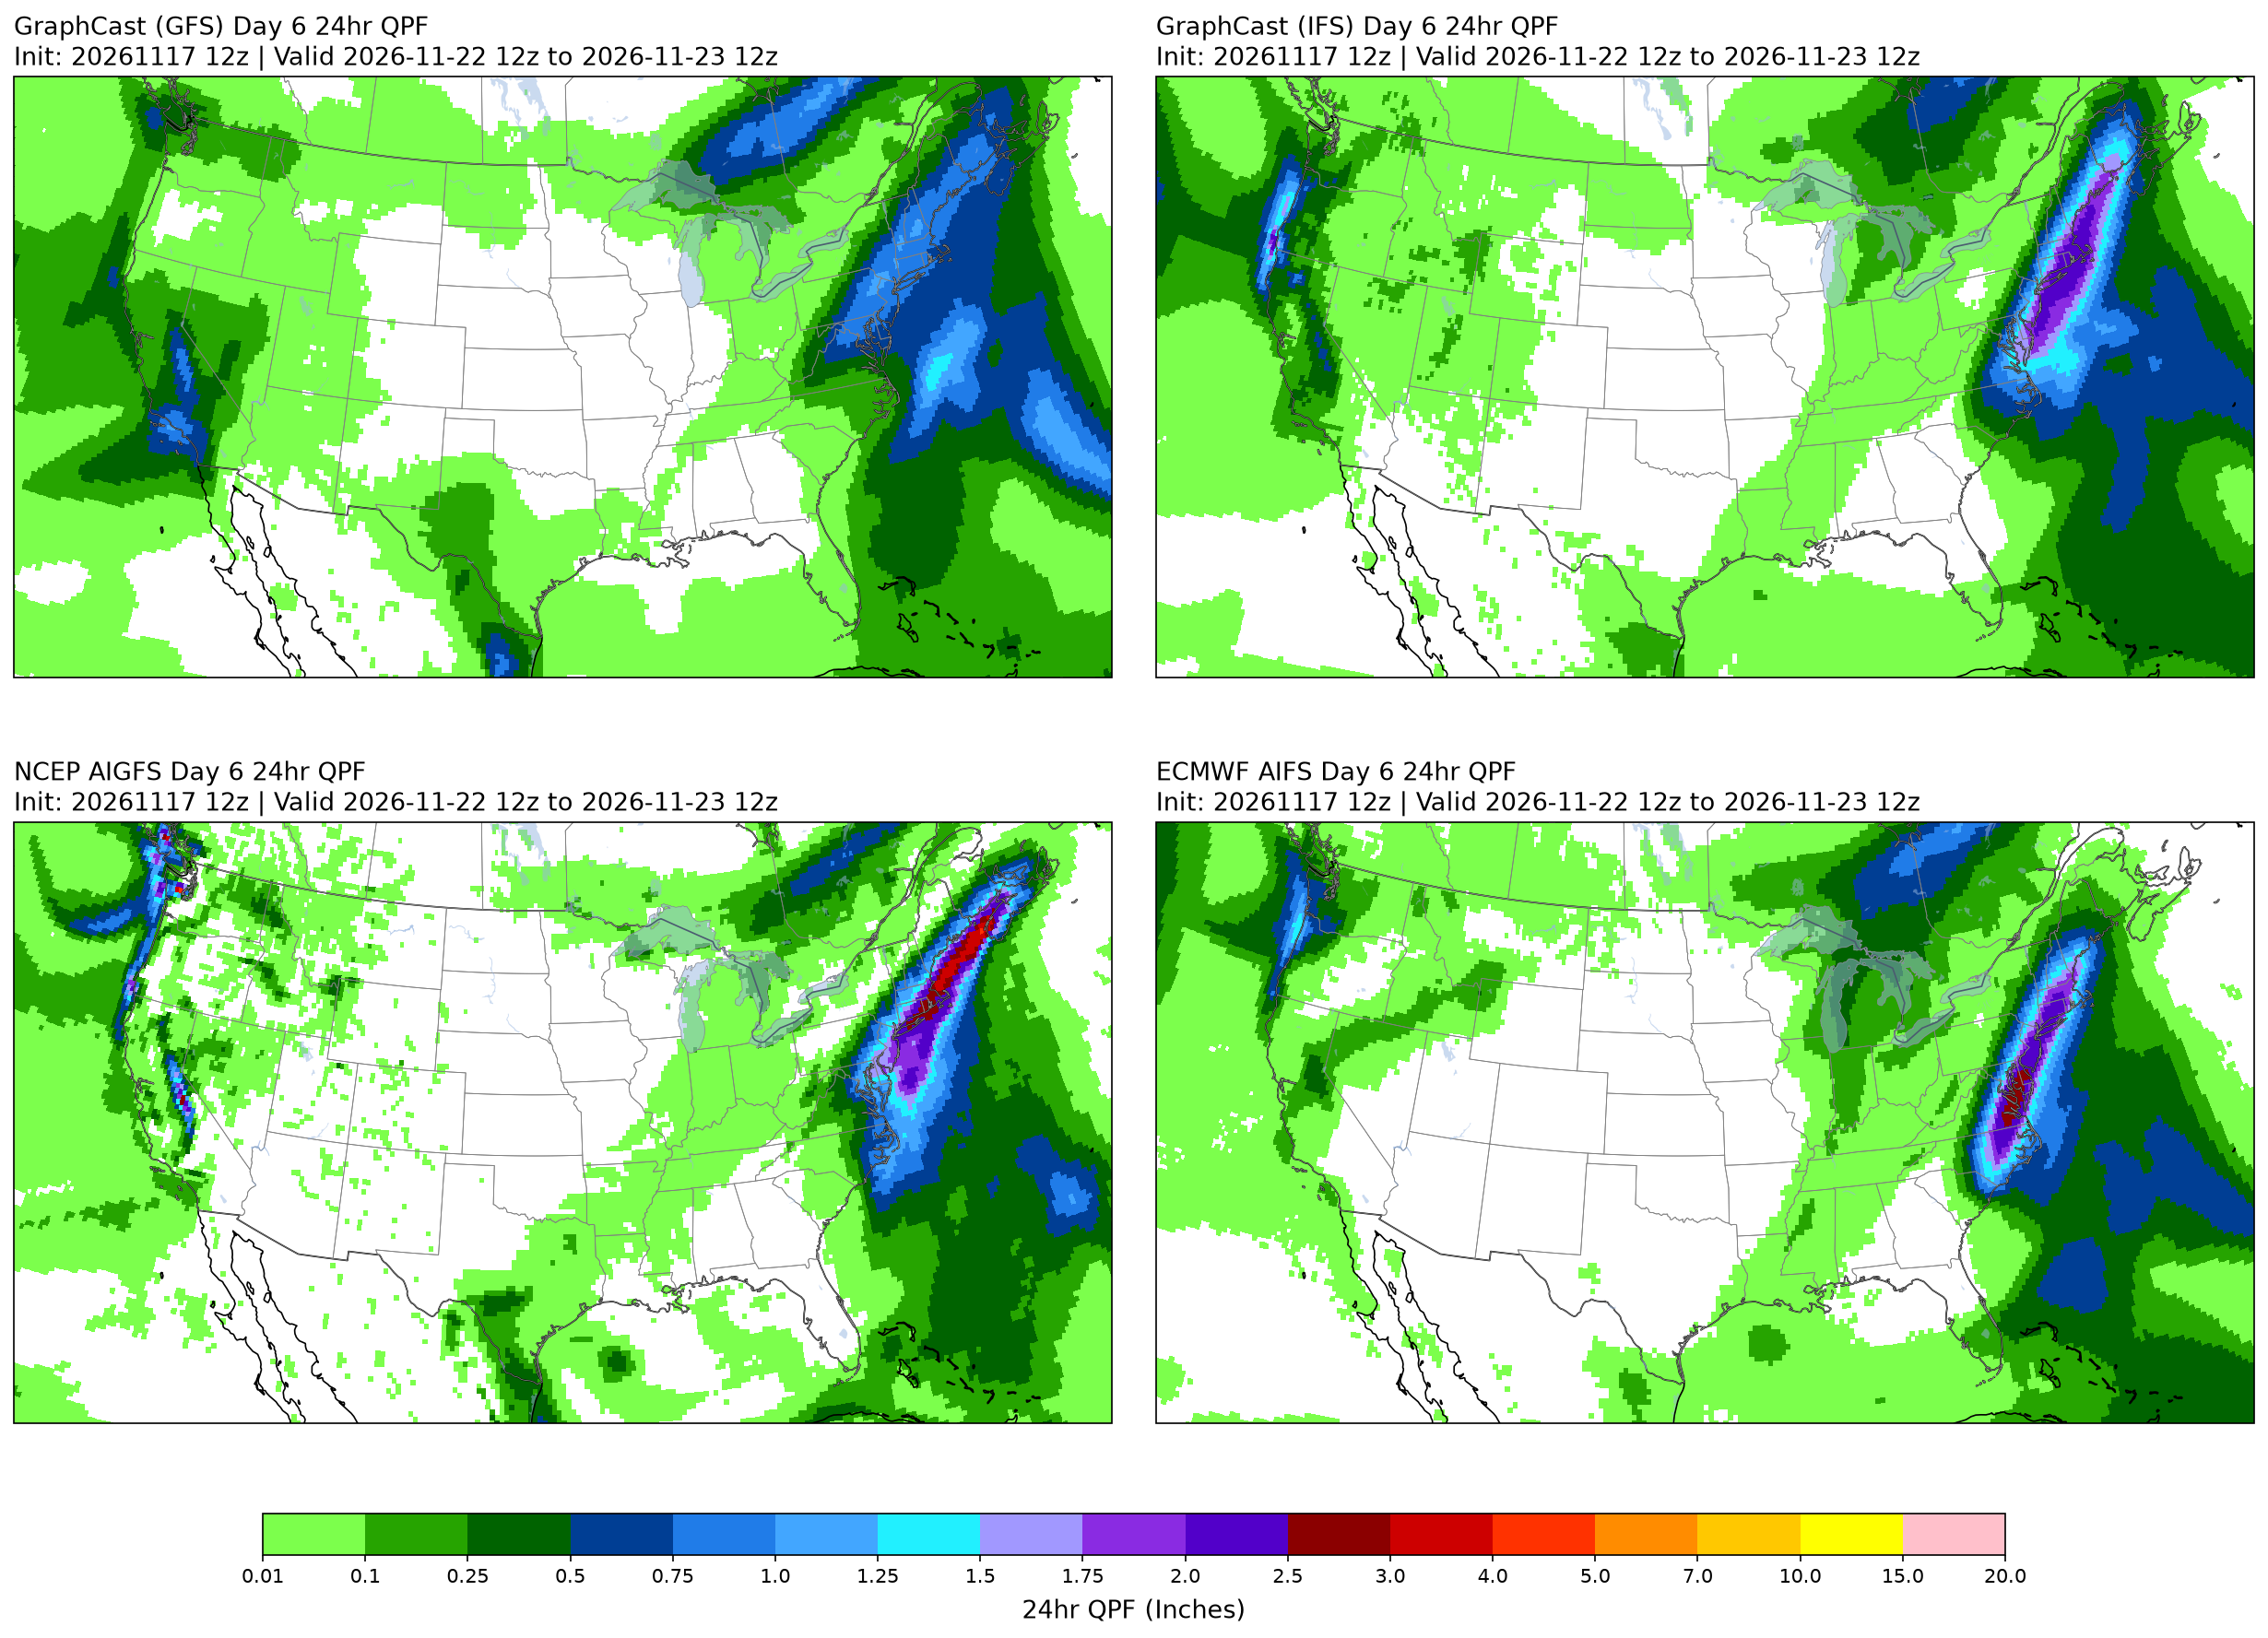 GraphCast (GFS) Day 6 24hr QPF
Init: 20261117 12z | Valid 2026-11-22 12z to 2026-11-23 12z
GraphCast (IFS) Day 6 24hr QPF
Init: 20261117 12z | Valid 2026-11-22 12z to 2026-11-23 12z
NCEP AIGFS Day 6 24hr QPF
Init: 20261117 12z | Valid 2026-11-22 12z to 2026-11-23 12z
ECMWF AIFS Day 6 24hr QPF
Init: 20261117 12z | Valid 2026-11-22 12z to 2026-11-23 12z
0.01 0.1 0.25 0.5 0.75 1.0 1.25 1.5 1.75 2.0 2.5 3.0 4.0 5.0 7.0 10.0 15.0 20.0
24hr QPF (Inches)